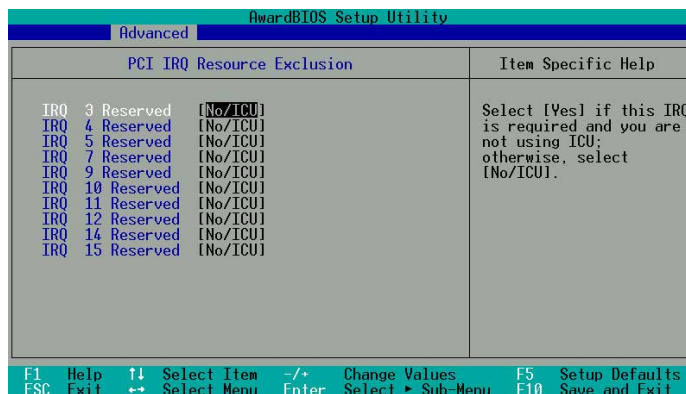 AwardBIOS Setup Utility
Advanced
PCI IRQ Resource Exclusion
IRQ 3 Reserved [No/ICU]
IRQ 4 Reserved [No/ICU]
IRQ 5 Reserved [No/ICU]
IRQ 7 Reserved [No/ICU]
IRQ 9 Reserved [No/ICU]
IRQ 10 Reserved [No/ICU]
IRQ 11 Reserved [No/ICU]
IRQ 12 Reserved [No/ICU]
IRQ 14 Reserved [No/ICU]
IRQ 15 Reserved [No/ICU]
Item Specific Help
Select [Yes] if this IRQ
is required and you are
not using ICU;
otherwise, select
[No/ICU].
F1 Help ↑↓ Select Item -/+ Change Values F5 Setup Defaults
ESC Exit ←→ Select Menu Enter Select ► Sub-Menu F10 Save and Exit